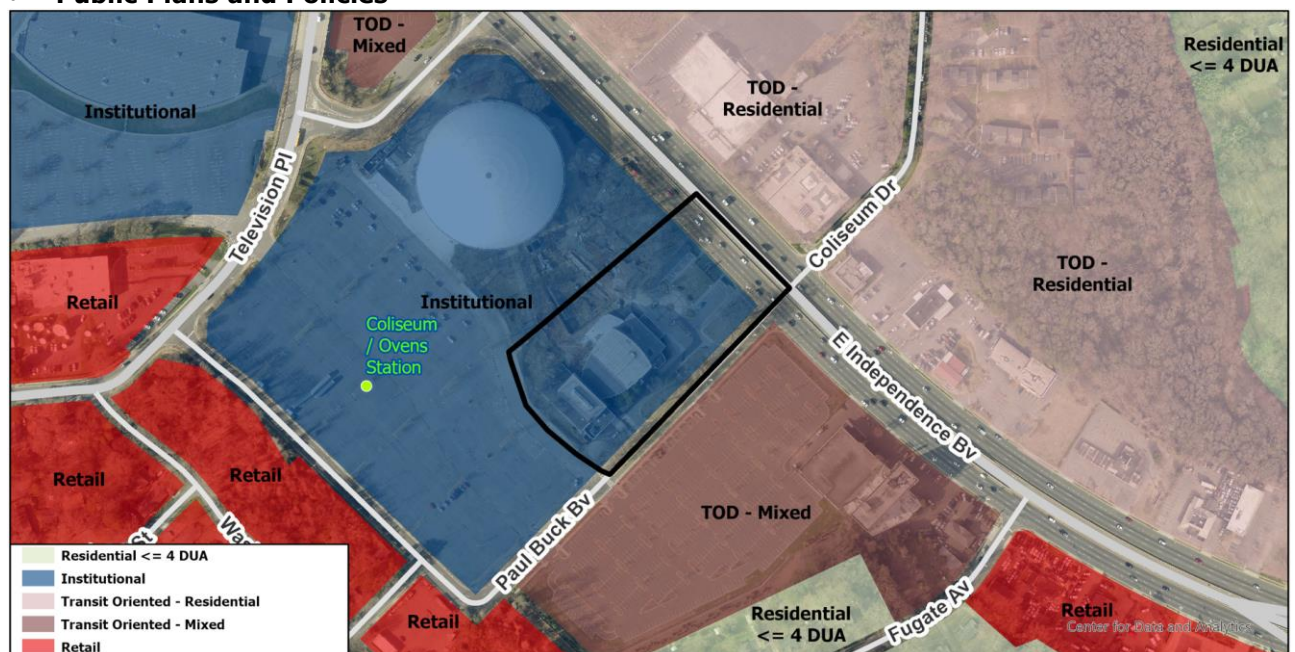 Public Plans and Policies
TOD -
Mixed
Residential
<= 4 DUA
Institutional
TOD -
Residential
Television Pl
Coliseum Dr
TOD -
Residential
Retail
Institutional
Coliseum
/ Ovens
Station
E Independence Bv
Retail
Retail
TOD - Mixed
St
Was
Paul Buck Bv
Residential <= 4 DUA
Institutional
Transit Oriented - Residential
Transit Oriented - Mixed
Retail
Retail
Residential
<= 4 DUA
Fugate Av
Retail
Center for Data and Analytics